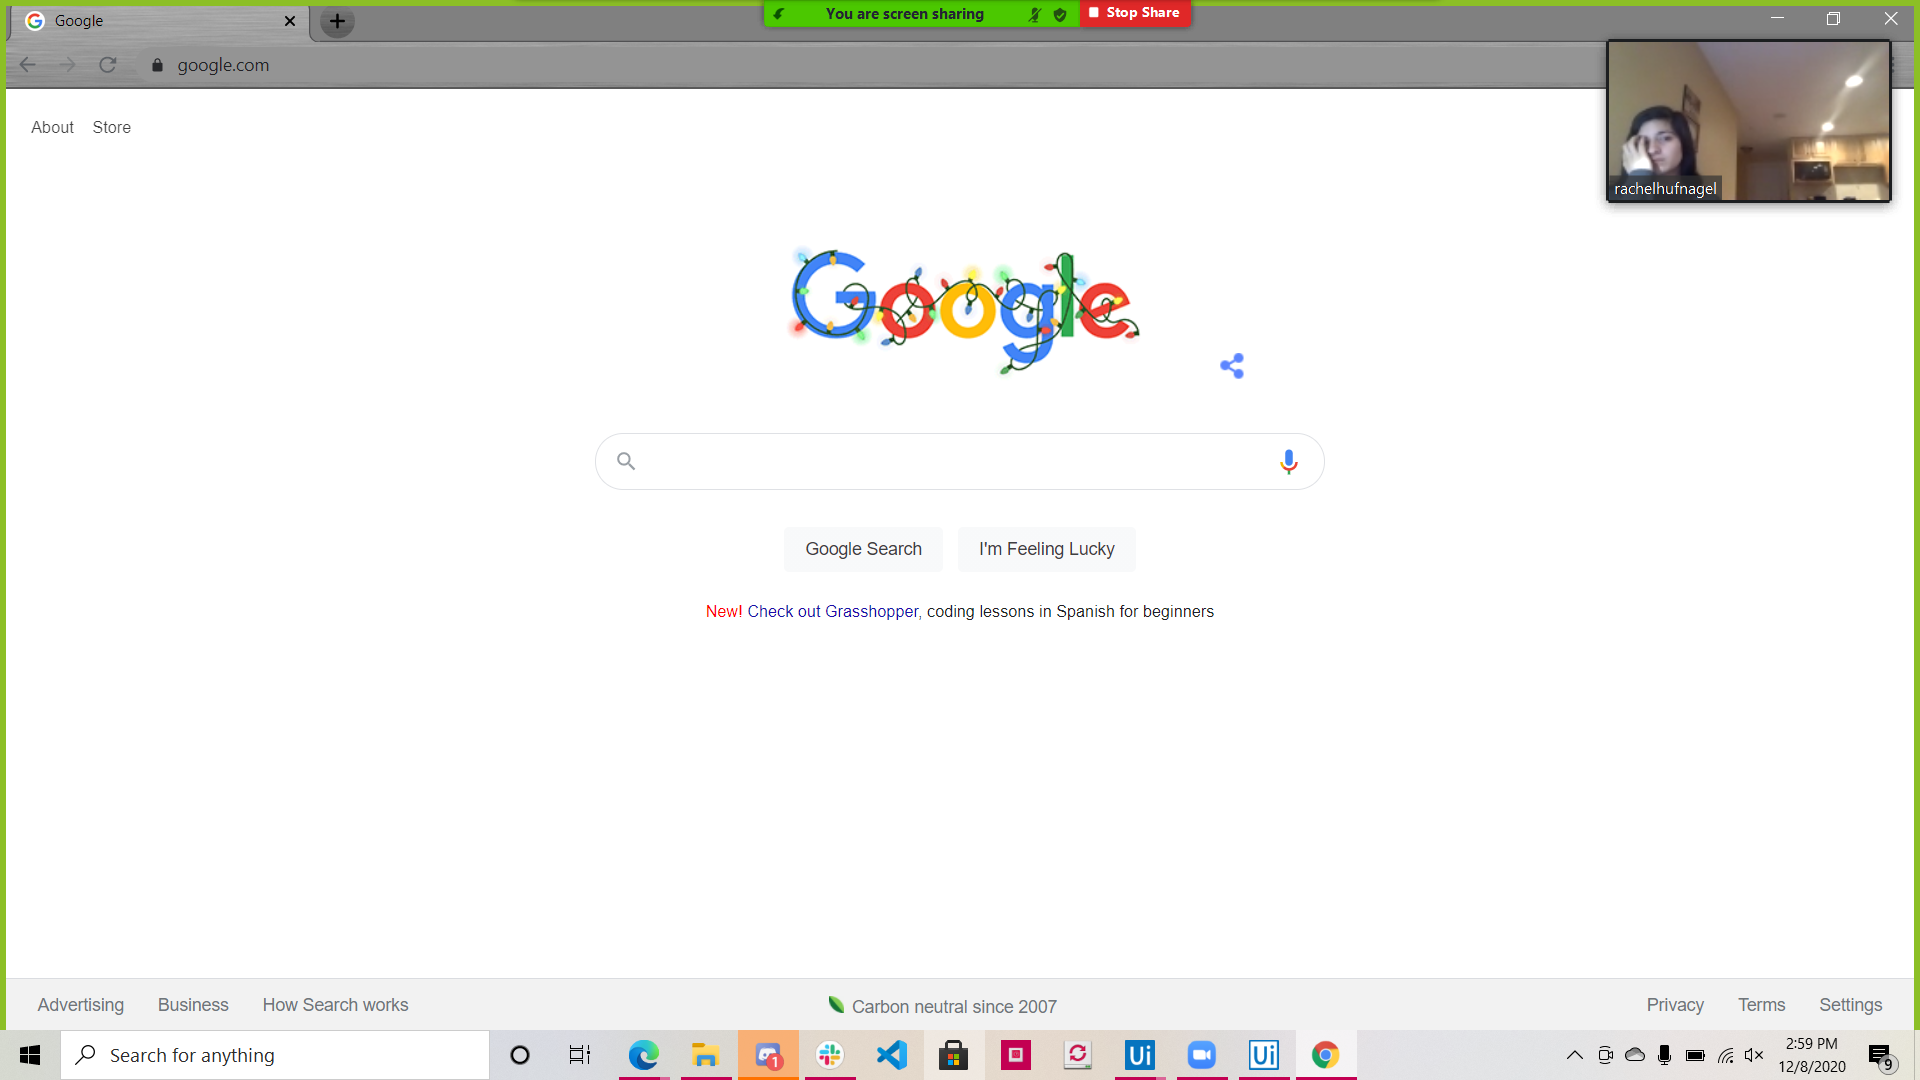 Google
You are screen sharing
Stop Share
google.com
About Store
rachelhufnagel
Google
Google Search I'm Feeling Lucky
New! Check out Grasshopper, coding lessons in Spanish for beginners
Advertising Business How Search works Carbon neutral since 2007 Privacy Terms Settings
Search for anything
1
Ui
Ui
2:59 PM
12/8/2020
9